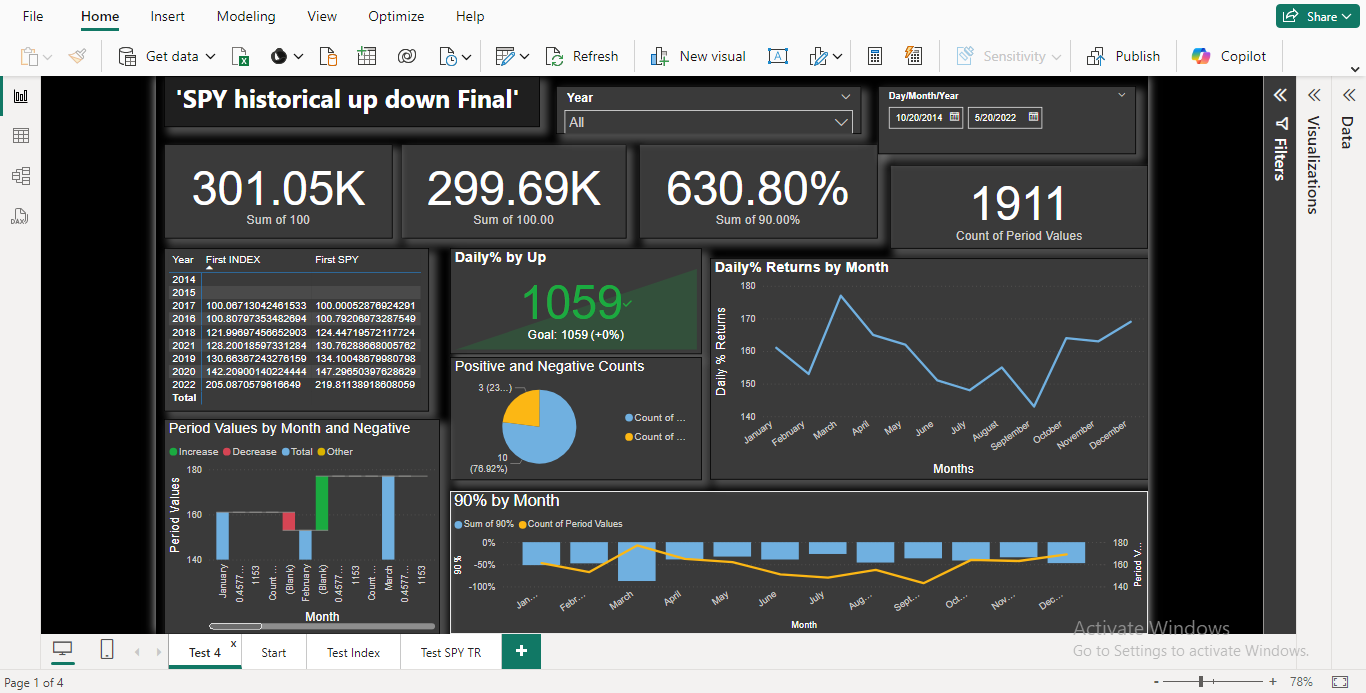 File Home Insert Modeling View Optimize Help Share
Get data Refresh New visual Sensitivity Publish Copilot
'SPY historical up down Final'
Year
All
Day/Month/Year
10/20/2014 5/20/2022
Filters
Visualizations
Data
301.05K
Sum of 100
299.69K
Sum of 100.00
630.80%
Sum of 90.00%
1911
Count of Period Values
Year First INDEX First SPY
2014
2015
2017 100.06713042461533 100.00052876924291
2016 100.80797353482694 100.79206973287549
2018 121.99697456652903 124.44719572117724
2021 128.20018597331284 130.76288668005762
2019 130.66367243276159 134.10048679980798
2020 142.20900140224444 147.29650397628629
2022 205.0870579616649 219.81138918608059
Total
Daily% by Up
1059
Goal: 1059 (+0%)
Positive and Negative Counts
3 (23...)
10
(76.92%)
Count of ...
Count of ...
Daily% Returns by Month
Daily % Returns
180
170
160
150
140
January February March April May June July August September October November December
Months
Period Values by Month and Negative
Increase Decrease Total Other
Period Values
180
160
140
January 0.4577... 1153 Count ... (Blank) February (Blank) 0.4577... 1153 Count ... March 0.4577... 1153
Month
90% by Month
Sum of 90% Count of Period Values
90%
0%
-50%
-100%
180
160
140
Period V...
Jan... Febr... March April May June July Aug... Sept... Oct... Nov... Dec...
Month
Activate Windows
Go to Settings to activate Windows.
Test 4 x Start Test Index Test SPY TR +
Page 1 of 4
- + 78%